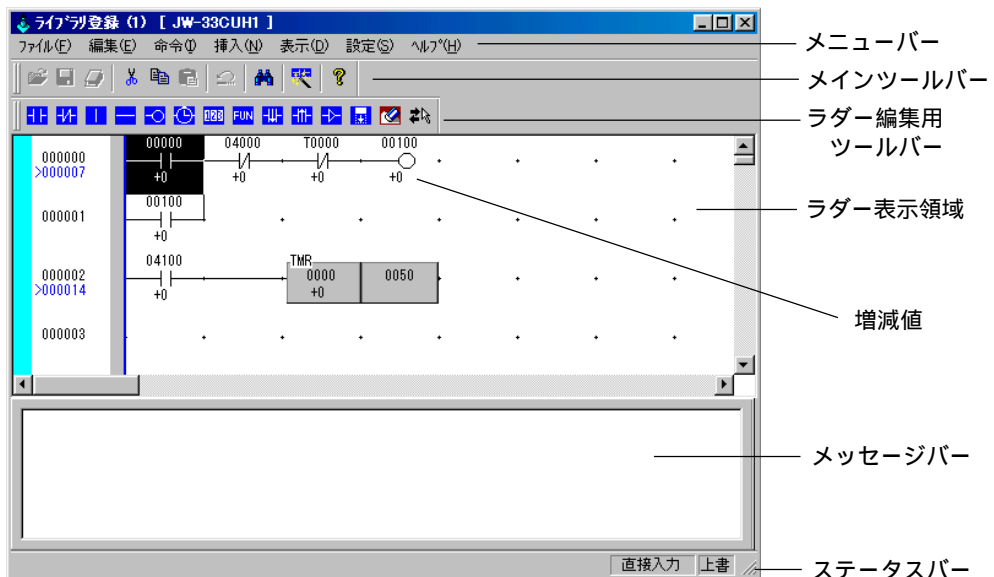 ﾗｲﾌﾞﾗﾘ登録 (1) [ JW-33CUH1 ]
ﾌｧｲﾙ(F) 編集(E) 命令(I) 挿入(N) 表示(D) 設定(S) ﾍﾙﾌﾟ(H)
メニューバー
メインツールバー
123 FUN
ラダー編集用
ツールバー
00000 04000 T0000 00100
000000
>000007
+0 +0 +0 +0
00100
000001
+0
ラダー表示領域
04100 TMR
000002 0000 0050
>000014 +0 +0
増減値
000003
メッセージバー
直接入力 上書
ステータスバー